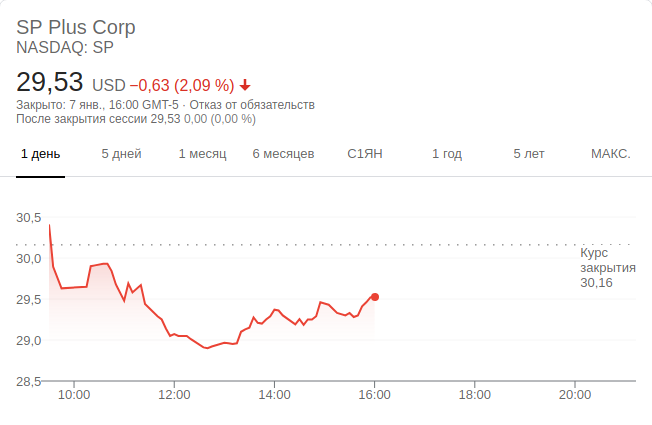 SP Plus Corp
NASDAQ: SP
29,53 USD −0,63 (2,09 %)
Закрыто: 7 янв., 16:00 GMT-5 · Отказ от обязательств
После закрытия сессии 29,53 0,00 (0,00 %)
1 день 5 дней 1 месяц 6 месяцев С1ЯН 1 год 5 лет МАКС.
30,5
Курс
закрытия
30,16
30,0
29,5
29,0
28,5
10:00 12:00 14:00 16:00 18:00 20:00